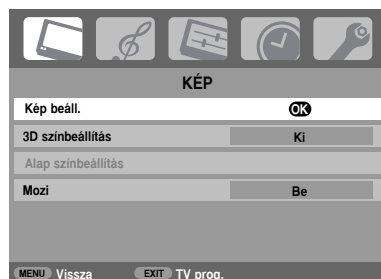 KÉP
Kép beáll. OK
3D színbeállítás Ki
Alap színbeállítás
Mozi Be
MENU Vissza EXIT TV prog.